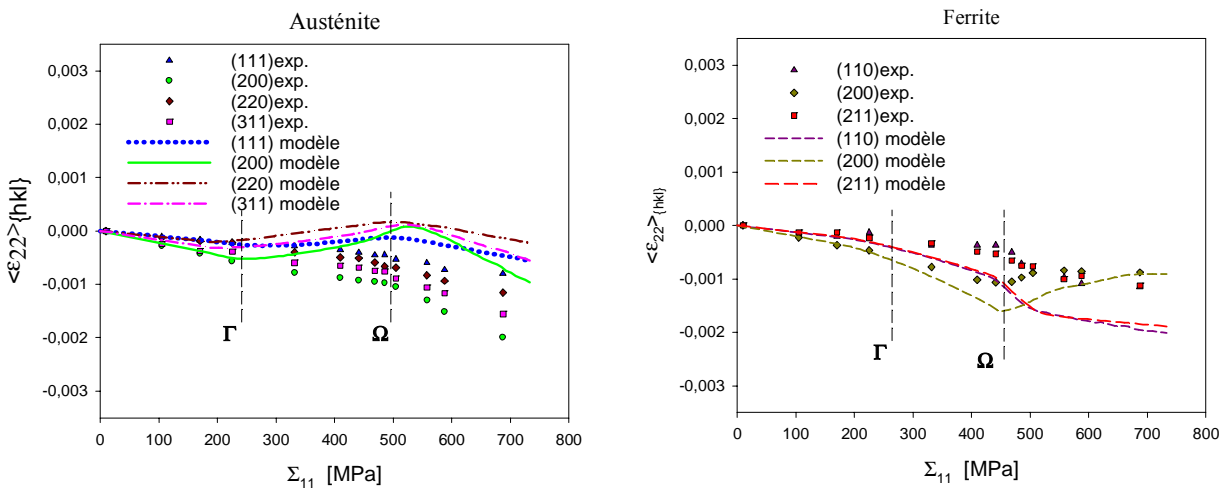 Austénite
0,003
0,002
0,001
0,000
-0,001
-0,002
-0,003
<ε22>{hkl}
(111)exp.
(200)exp.
(220)exp.
(311)exp.
(111) modèle
(200) modèle
(220) modèle
(311) modèle
Γ
Ω
0 100 200 300 400 500 600 700 800
Σ11 [MPa]
Ferrite
0,003
0,002
0,001
0,000
-0,001
-0,002
-0,003
<ε22>{hkl}
(110)exp.
(200)exp.
(211)exp.
(110) modèle
(200) modèle
(211) modèle
Γ
Ω
0 100 200 300 400 500 600 700 800
Σ11 [MPa]